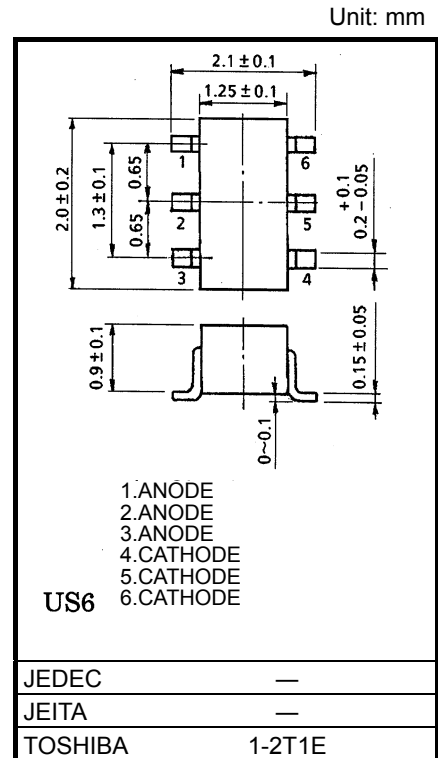 Unit: mm
2.1±0.1
1.25±0.1
2.0±0.2
1.3±0.1
0.65
0.65
1
2
3
6
5
4
+0.1
0.2-0.05
0.9±0.1
0.15±0.05
0~0.1
1.ANODE
2.ANODE
3.ANODE
4.CATHODE
5.CATHODE
US6 6.CATHODE
JEDEC —
JEITA —
TOSHIBA 1-2T1E